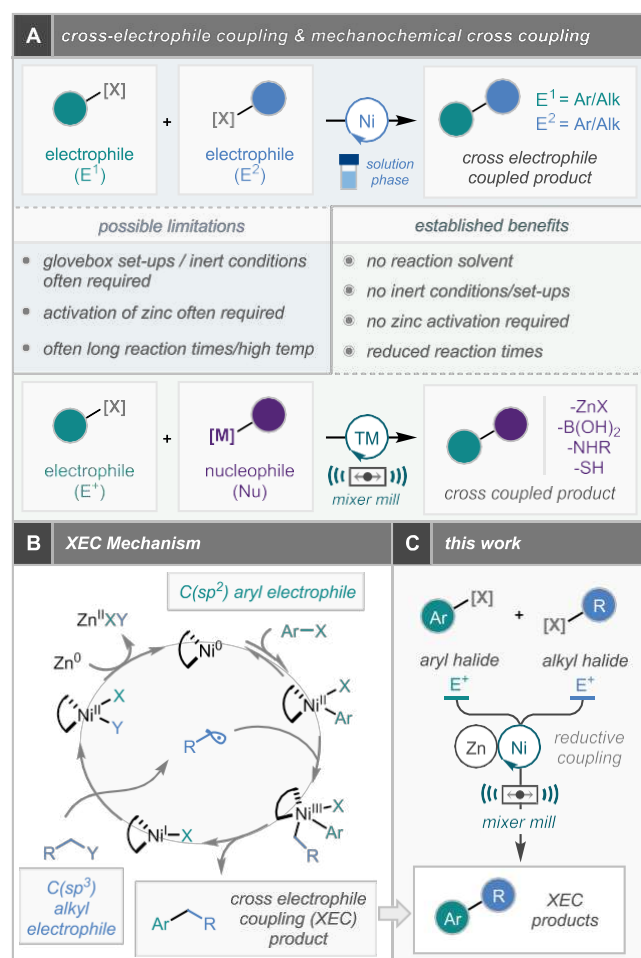 A cross-electrophile coupling & mechanochemical cross coupling
[X]
+
[X]
Ni
E¹ = Ar/Alk
E² = Ar/Alk
electrophile
(E¹)
electrophile
(E²)
solution
phase
cross electrophile
coupled product
possible limitations
glovebox set-ups / inert conditions
often required
activation of zinc often required
often long reaction times/high temp
established benefits
no reaction solvent
no inert conditions/set-ups
no zinc activation required
reduced reaction times
[X]
+
[M]
TM
-ZnX
-B(OH)₂
-NHR
-SH
electrophile
(E⁺)
nucleophile
(Nu)
mixer mill
cross coupled product
B XEC Mechanism
C(sp²) aryl electrophile
ZnᴵᴵXY
Zn⁰
Ni⁰
Ar–X
Niᴵᴵ
X
Y
Niᴵᴵ
X
Ar
R
Niᴵ–X
Niᴵᴵᴵ
X
Ar
R
R
Y
C(sp³)
alkyl
electrophile
Ar
R
cross electrophile
coupling (XEC)
product
C this work
[X]
Ar
+
[X]
R
aryl halide
alkyl halide
E⁺
E⁺
Zn
Ni
reductive
coupling
mixer mill
Ar
R
XEC
products